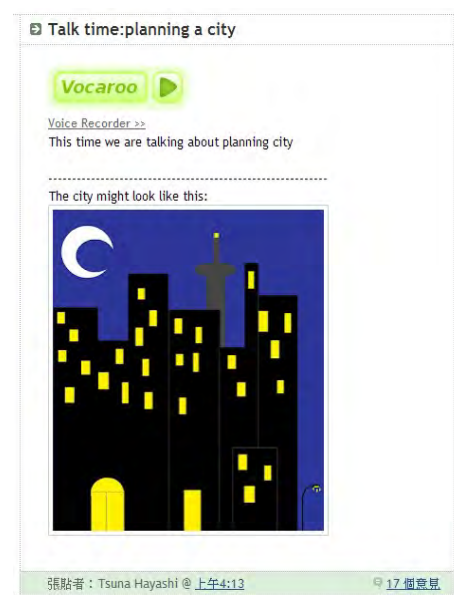 Talk time:planning a city
Vocaroo
Voice Recorder >>
This time we are talking about planning city
The city might look like this:
張貼者：Tsuna Hayashi @ 上午4:13 17 個意見